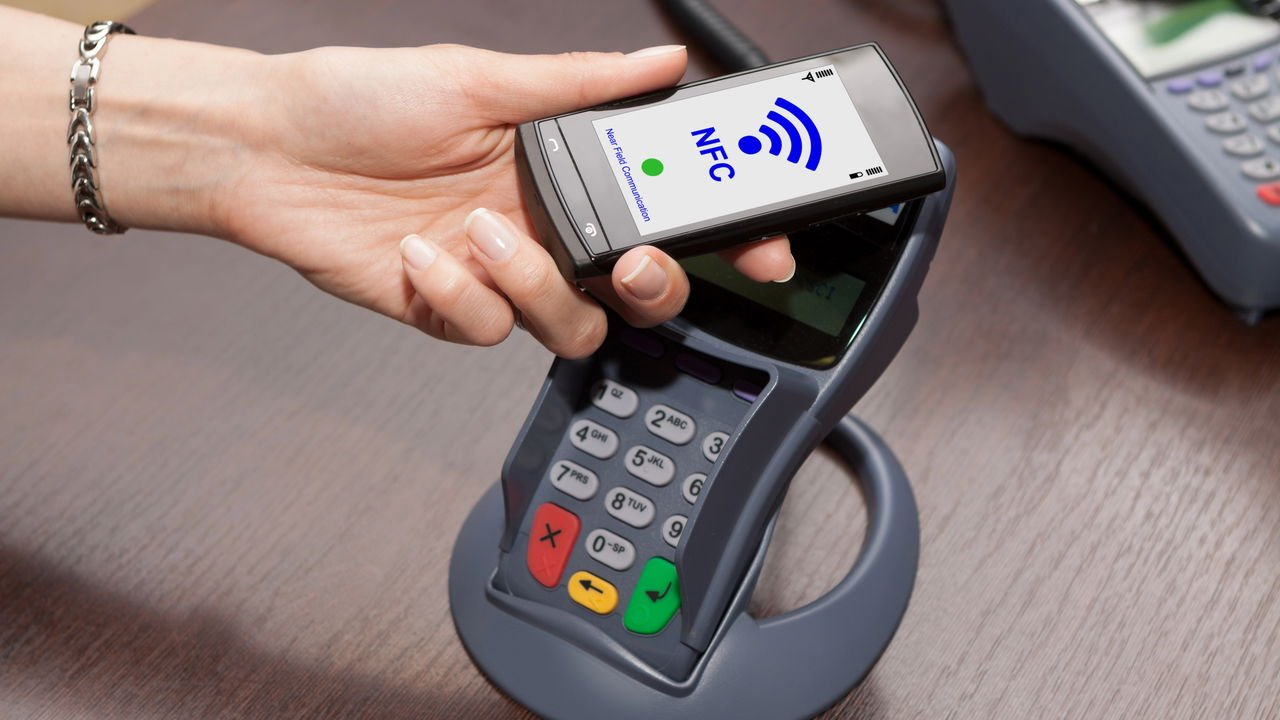 NFC
Near Field Communication
1 QZ
2 ABC
3
4 GHI
5 JKL
6
7 PRS
8 TUV
9
0 -SP